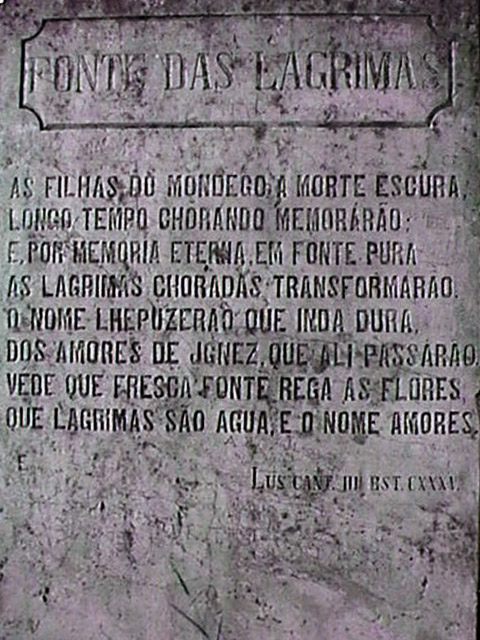 FONTE DAS LAGRIMAS
AS FILHAS DO MONDEGO, A MORTE ESCURA,
LONGO TEMPO CHORANDO MEMORÁRÃO;
E, POR MEMORIA ETERNA, EM FONTE PURA
AS LAGRIMAS CHORADAS TRANSFORMARÃO.
O NOME LHEPUZERAÕ QUE INDA DURA,
DOS AMORES DE JGNEZ, QUE ALI PASSÁRÃO.
VEDE QUE FRESCA FONTE REGA AS FLORES,
QUE LAGRIMAS SÃO AGUA, E O NOME AMORES.
LUS. CANT. III EST. CXXXV.